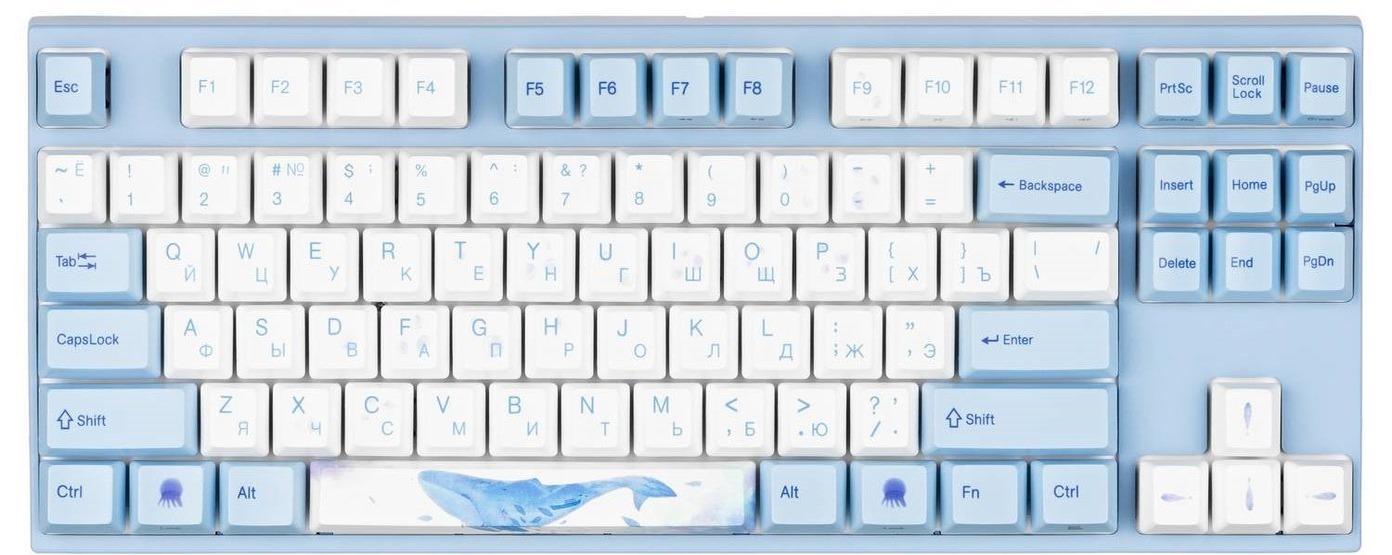 Esc F1 F2 F3 F4 F5 F6 F7 F8 F9 F10 F11 F12 PrtSc Scroll Lock Pause
~ Ё ! @ " # № $ ; % ^ : & ? * ( ) – +
1 2 3 4 5 6 7 8 9 0 - = ← Backspace Insert Home PgUp
Tab Q W E R T Y U I O P { } | /
Й Ц У К Е Н Г Ш Щ З [ Х ] Ъ \ Delete End PgDn
CapsLock A S D F G H J K L : " ↵ Enter
Ф Ы В А П Р О Л Д ; Ж , Э
⇧ Shift Z X C V B N M < > ? , ⇧ Shift
Я Ч С М И Т Ь , Б . Ю / .
Ctrl Alt Alt Fn Ctrl